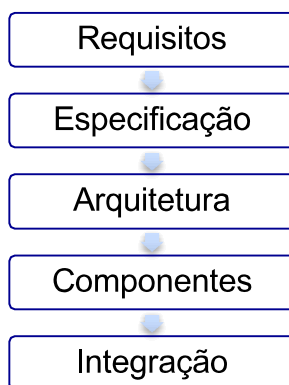 Requisitos
Especificação
Arquitetura
Componentes
Integração